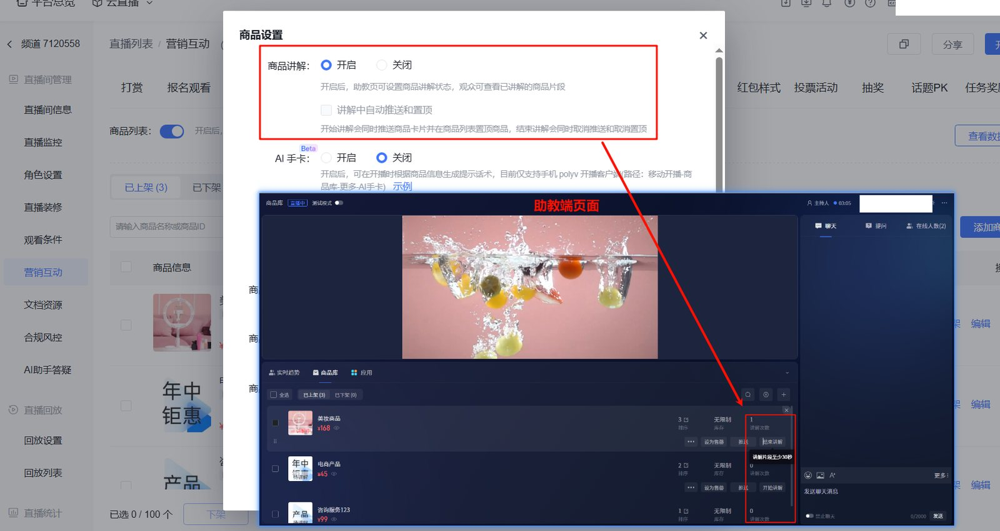 平台总览
云直播
频道 7120558
直播列表 / 营销互动
分享
直播间管理
直播间信息
直播监控
角色设置
直播装修
观看条件
营销互动
文档资源
合规风控
AI助手答疑
直播回放
回放设置
回放列表
直播统计
打赏
报名观看
红包样式
投票活动
抽奖
话题PK
商品列表：
开启后,
已上架 (3)
已下架
请输入商品名称或商品ID
商品信息
年中
钜惠
产品
编辑
编辑
编辑
已选 0 / 100 个
下架
商品设置
商品讲解：
开启
关闭
开启后，助教页可设置商品讲解状态，观众可查看已讲解的商品片段
讲解中自动推送和置顶
开始讲解会同时推送商品卡片并在商品列表置顶商品，结束讲解会同时取消推送和取消置顶
Beta
AI 手卡：
开启
关闭
开启后，可在开播时根据商品信息生成提示话术，目前仅支持手机 polyv 开播客户端(路径：移动开播-商
品库-更多-AI手卡)
示例
商品库
直播中
测试模式
助教端页面
主持人
03:05
聊天
提问
在线人数(2)
实时趋势
商品库
应用
全选
已上架 (3)
已下架 (0)
美妆商品
¥168
3
排序
无限制
库存
1
讲解次数
设为售罄
推送
结束讲解
讲解片段至少30秒
年中
钜惠
待讲解
电商产品
¥45
2
排序
无限制
库存
0
讲解次数
设为售罄
推送
开始讲解
产品
咨询服务123
¥99
1
排序
无限制
库存
0
讲解次数
更多
发送聊天消息
禁止聊天
0/2000
发送